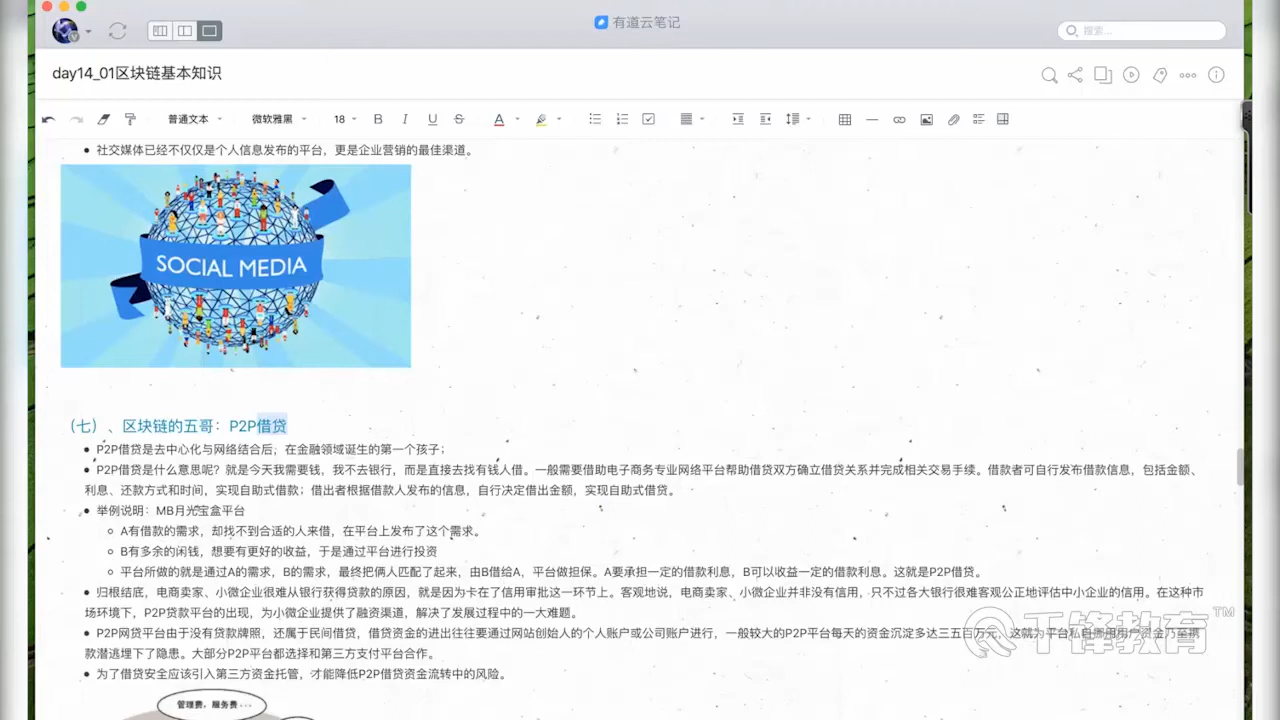 有道云笔记
搜索...
day14_01区块链基本知识
普通文本 微软雅黑 18 B I U S A
社交媒体已经不仅仅是个人信息发布的平台，更是企业营销的最佳渠道。
SOCIAL MEDIA
（七）、区块链的五哥：P2P借贷
P2P借贷是去中心化与网络结合后，在金融领域诞生的第一个孩子；
P2P借贷是什么意思呢？就是今天我需要钱，我不去银行，而是直接去找有钱人借。一般需要借助电子商务专业网络平台帮助借贷双方确立借贷关系并完成相关交易手续。借款者可自行发布借款信息，包括金额、
利息、还款方式和时间，实现自助式借款；借出者根据借款人发布的信息，自行决定借出金额，实现自助式借贷。
举例说明：MB月光宝盒平台
A有借款的需求，却找不到合适的人来借，在平台上发布了这个需求。
B有多余的闲钱，想要有更好的收益，于是通过平台进行投资
平台所做的就是通过A的需求，B的需求，最终把俩人匹配了起来，由B借给A，平台做担保。A要承担一定的借款利息，B可以收益一定的借款利息。这就是P2P借贷。
归根结底，电商卖家、小微企业很难从银行获得贷款的原因，就是因为卡在了信用审批这一环节上。客观地说，电商卖家、小微企业并非没有信用，只不过各大银行很难客观公正地评估中小企业的信用。在这种市
场环境下，P2P贷款平台的出现，为小微企业提供了融资渠道，解决了发展过程中的一大难题。
P2P网贷平台由于没有贷款牌照，还属于民间借贷，借贷资金的进出往往要通过网站创始人的个人账户或公司账户进行，一般较大的P2P平台每天的资金沉淀多达三五百万元，这就为平台私自挪用用户资金乃至携
款潜逃埋下了隐患。大部分P2P平台都选择和第三方支付平台合作。
千锋教育 TM
为了借贷安全应该引入第三方资金托管，才能降低P2P借贷资金流转中的风险。
管理费，服务费...